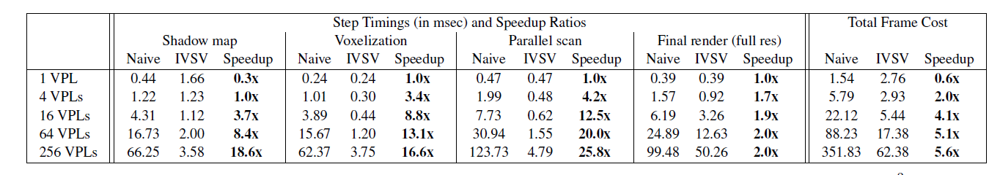 Step Timings (in msec) and Speedup Ratios Total Frame Cost
Shadow map Voxelization Parallel scan Final render (full res)
Naive IVSV Speedup Naive IVSV Speedup Naive IVSV Speedup Naive IVSV Speedup Naive IVSV Speedup
1 VPL 0.44 1.66 0.3x 0.24 0.24 1.0x 0.47 0.47 1.0x 0.39 0.39 1.0x 1.54 2.76 0.6x
4 VPLs 1.22 1.23 1.0x 1.01 0.30 3.4x 1.99 0.48 4.2x 1.57 0.92 1.7x 5.79 2.93 2.0x
16 VPLs 4.31 1.12 3.7x 3.89 0.44 8.8x 7.73 0.62 12.5x 6.19 3.26 1.9x 22.12 5.44 4.1x
64 VPLs 16.73 2.00 8.4x 15.67 1.20 13.1x 30.94 1.55 20.0x 24.89 12.63 2.0x 88.23 17.38 5.1x
256 VPLs 66.25 3.58 18.6x 62.37 3.75 16.6x 123.73 4.79 25.8x 99.48 50.26 2.0x 351.83 62.38 5.6x